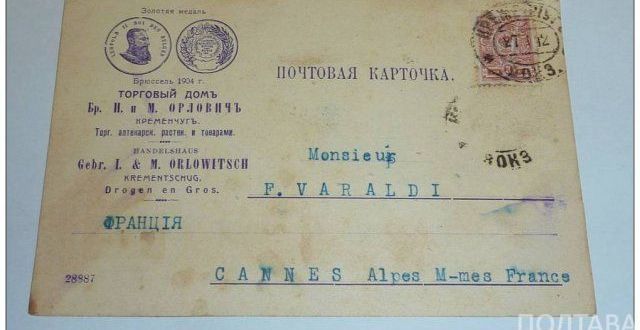 Золотая медаль
Брюссель 1904 г.
ТОРГОВЫЙ ДОМЪ
Бр. И. и М. ОРЛОВИЧЪ
КРЕМЕНЧУГЪ.
Торг. аптекарск. растен. и товарами.
HANDELSHAUS
Gebr. I. & M. ORLOWITSCH
KREMENTSCHUG.
Drogen en Gros.
ПОЧТОВАЯ КАРТОЧКА.
Monsieur
F. VARALDI
ФРАНЦІЯ
CANNES Alpes M-mes France
28887
ПОЛТАВА